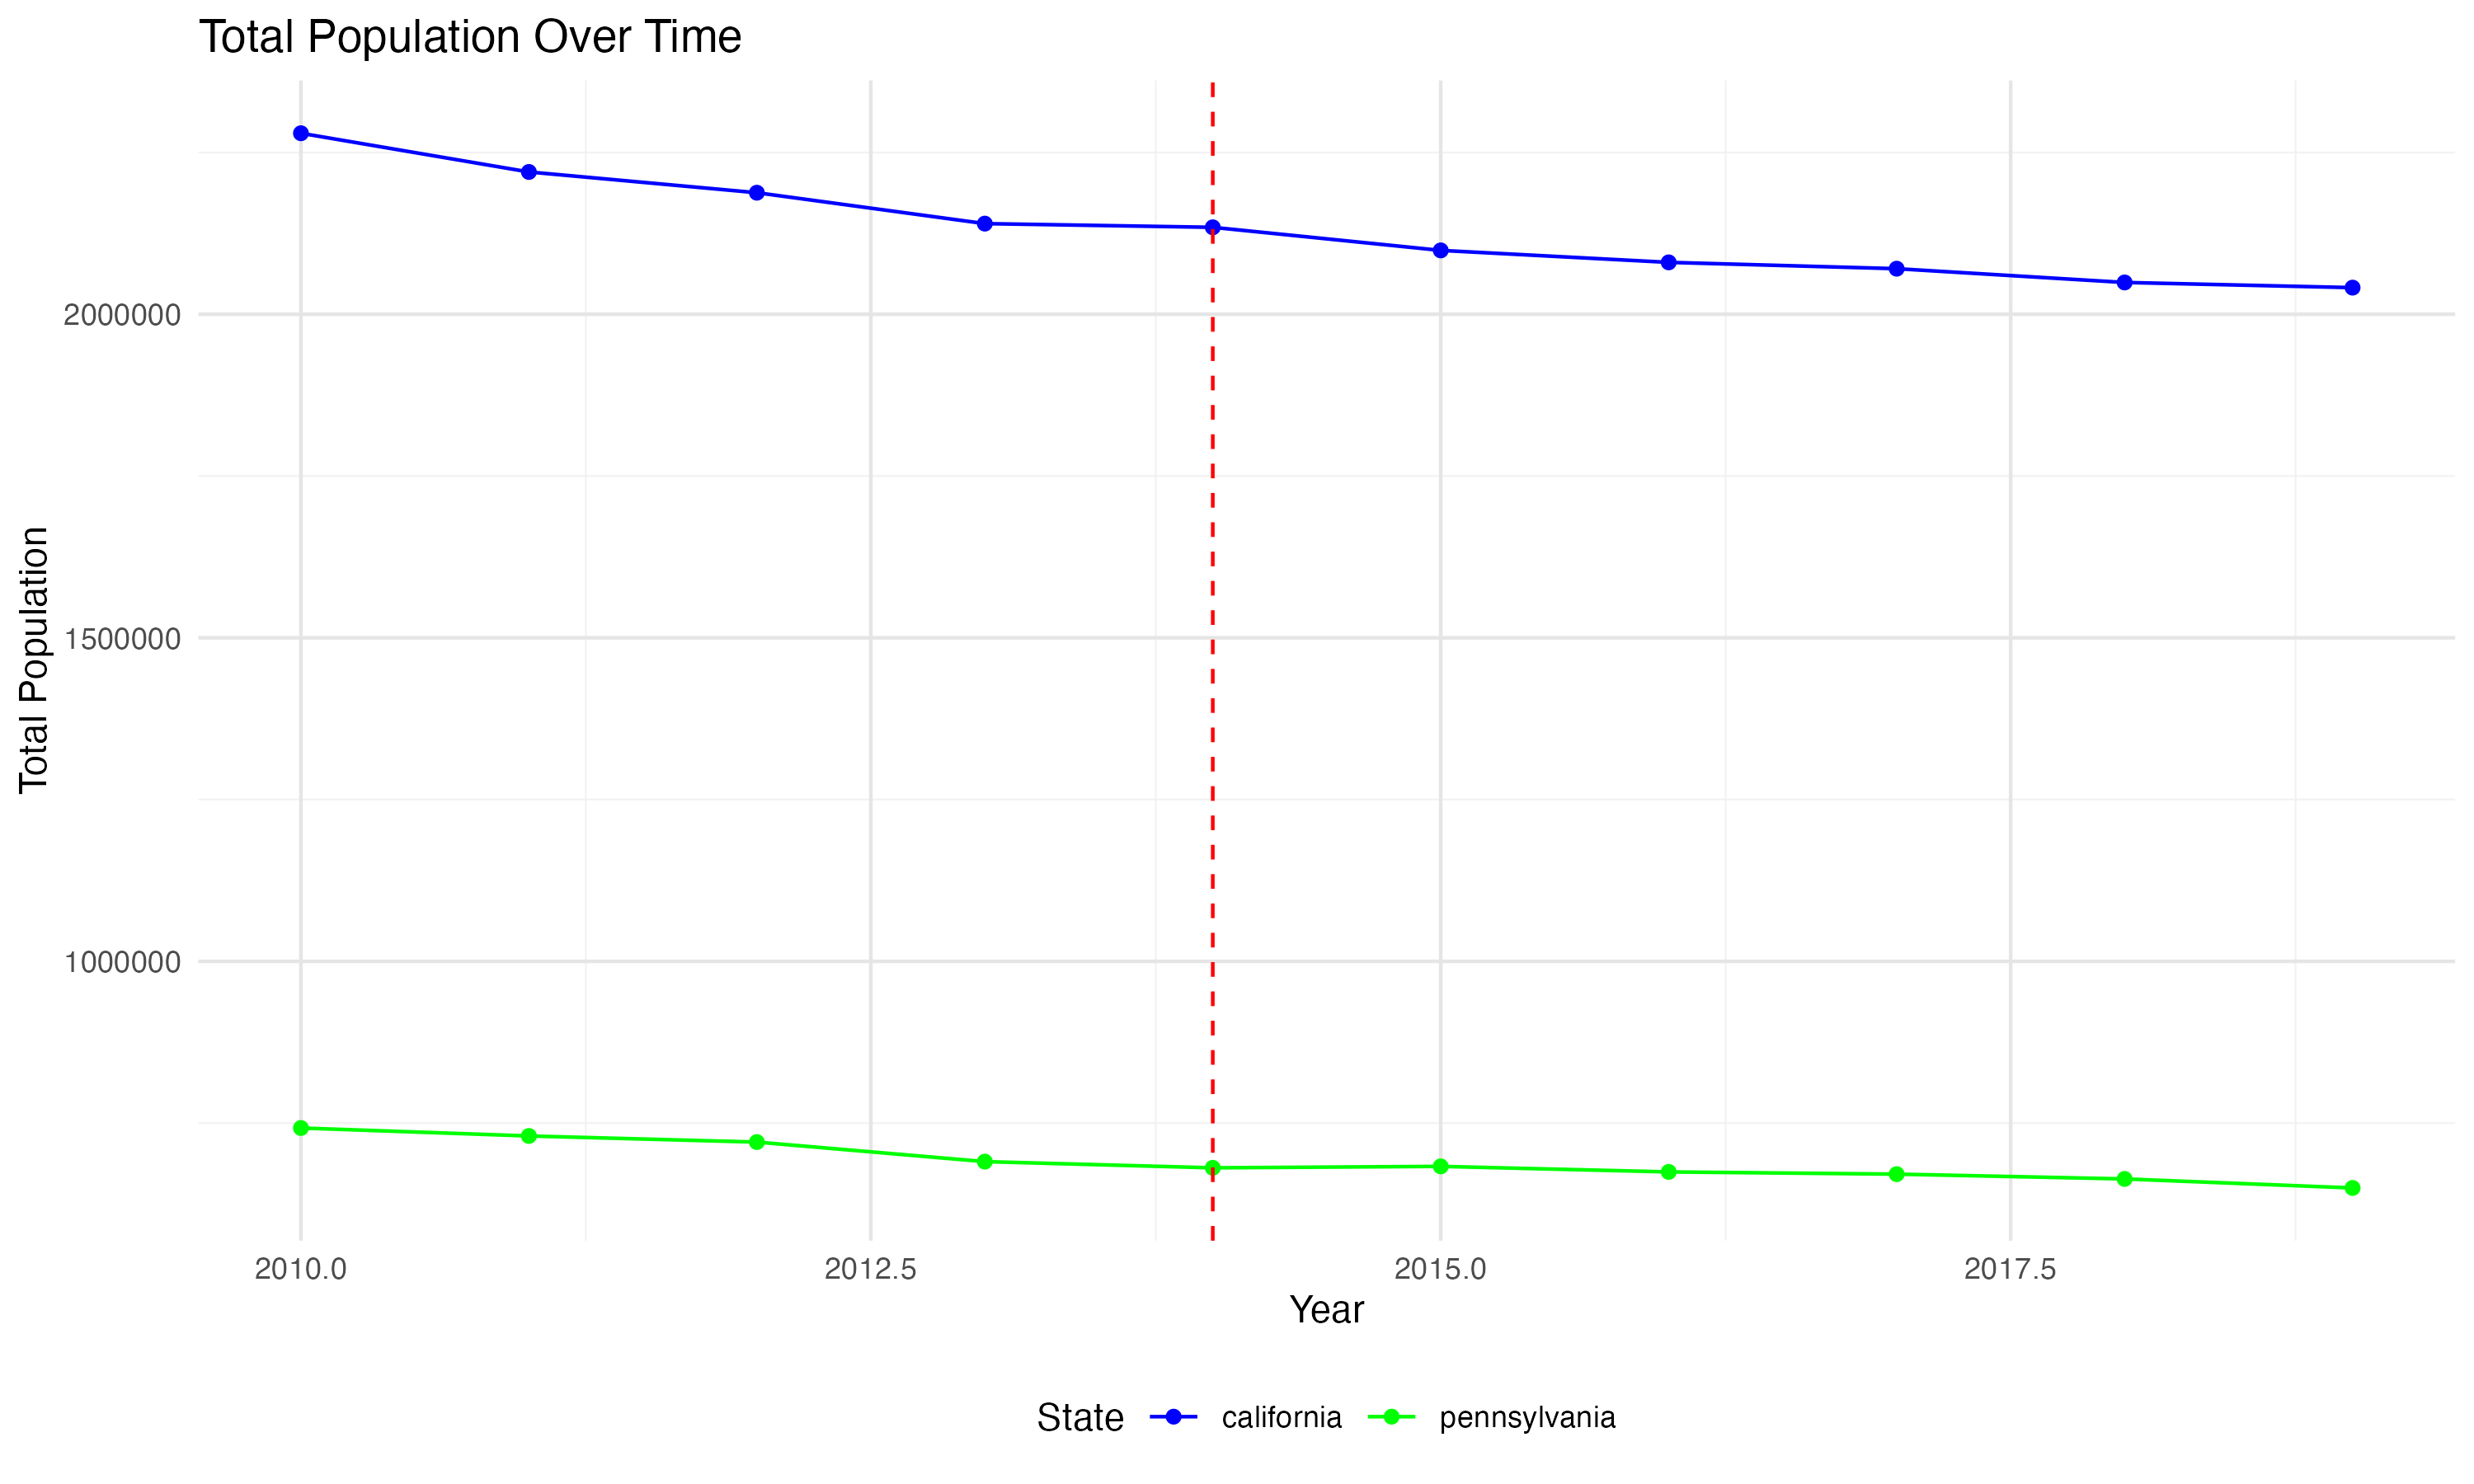 Total Population Over Time
Total Population
2000000
1500000
1000000
2010.0 2012.5 2015.0 2017.5
Year
State california pennsylvania